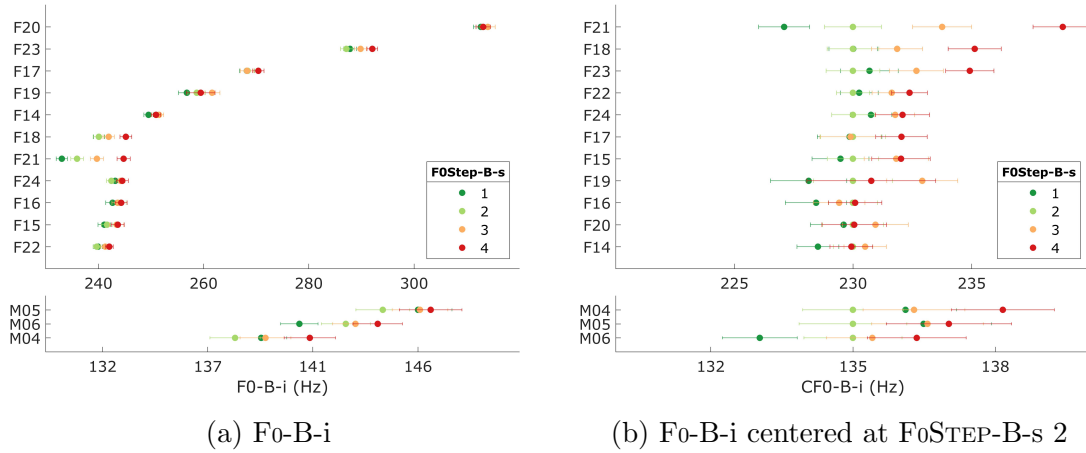 F20
F23
F17
F19
F14
F18
F21
F24
F16
F15
F22
F0Step-B-s
1
2
3
4
240 260 280 300
M05
M06
M04
132 137 141 146
F0-B-i (Hz)
(a) F0-B-i
F21
F18
F23
F22
F24
F17
F15
F19
F16
F20
F14
F0Step-B-s
1
2
3
4
225 230 235
M04
M05
M06
132 135 138
CF0-B-i (Hz)
(b) F0-B-i centered at F0STEP-B-s 2